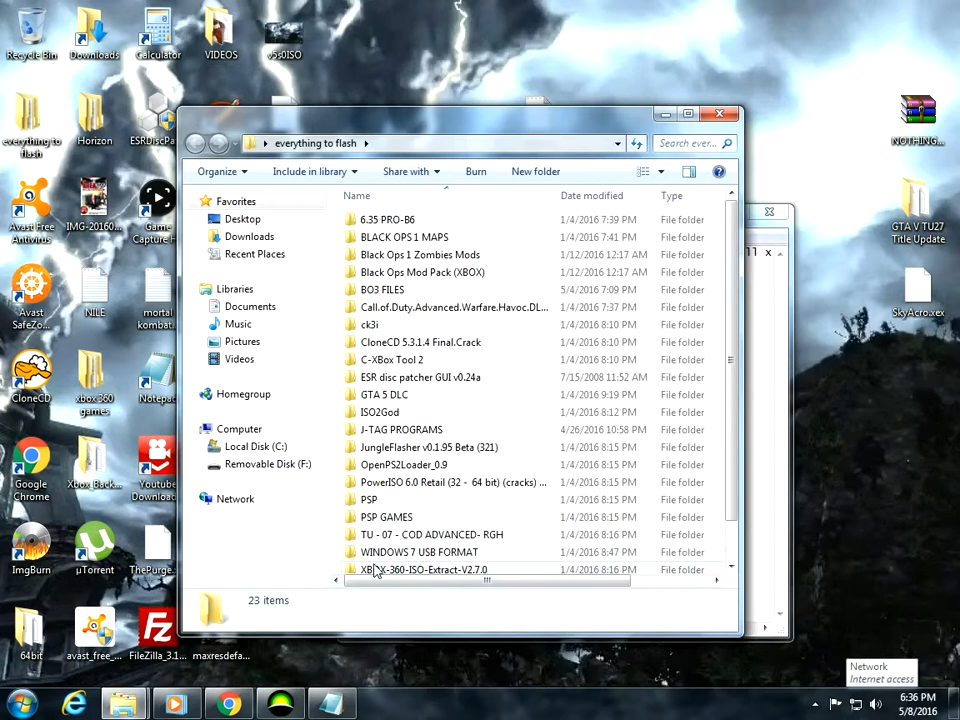 Recycle Bin
Downloads
Calculator
VIDEOS
v5s0ISO
everything to flash
Horizon
ESRDiscPa...
NOTHING...
Avast Free Antivirus
IMG-20160...
Game Capture H
GTA V TU27 Title Update
Avast SafeZo...
NILE
mortal kombat...
SkyAcro.xex
CloneCD
xbox 360 games
Notepa
Google Chrome
Xbox_Back...
Youtube Download
ImgBurn
µTorrent
ThePurge...
64bit
avast_free_...
FileZilla_3.1...
maxresdefa...
everything to flash
Search ever...
Organize
Include in library
Share with
Burn
New folder
Favorites
Desktop
Downloads
Recent Places
Libraries
Documents
Music
Pictures
Videos
Homegroup
Computer
Local Disk (C:)
Removable Disk (F:)
Network
Name Date modified Type
6.35 PRO-B6 1/4/2016 7:39 PM File folder
BLACK OPS 1 MAPS 1/4/2016 7:41 PM File folder
Black Ops 1 Zombies Mods 1/12/2016 12:17 AM File folder
Black Ops Mod Pack (XBOX) 1/12/2016 12:17 AM File folder
BO3 FILES 5/4/2016 7:09 PM File folder
Call.of.Duty.Advanced.Warfare.Havoc.DL... 1/4/2016 7:37 PM File folder
ck3i 1/4/2016 8:10 PM File folder
CloneCD 5.3.1.4 Final.Crack 1/4/2016 8:10 PM File folder
C-XBox Tool 2 1/4/2016 8:10 PM File folder
ESR disc patcher GUI v0.24a 7/15/2008 11:52 AM File folder
GTA 5 DLC 1/4/2016 9:19 PM File folder
ISO2God 1/4/2016 8:12 PM File folder
J-TAG PROGRAMS 4/26/2016 10:58 PM File folder
JungleFlasher v0.1.95 Beta (321) 1/4/2016 8:15 PM File folder
OpenPS2Loader_0.9 1/4/2016 8:15 PM File folder
PowerISO 6.0 Retail (32 - 64 bit) (cracks) ... 1/4/2016 8:15 PM File folder
PSP 1/4/2016 8:15 PM File folder
PSP GAMES 1/4/2016 8:15 PM File folder
TU - 07 - COD ADVANCED- RGH 1/4/2016 8:15 PM File folder
WINDOWS 7 USB FORMAT 1/4/2016 8:47 PM File folder
XBOX-360-ISO-Extract-V2.7.0 1/4/2016 8:16 PM File folder
23 items
11 x
Network
Internet access
6:36 PM
5/8/2016